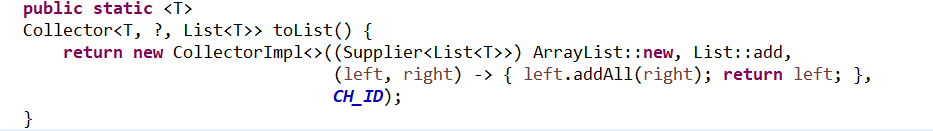 public static <T>
Collector<T, ?, List<T>> toList() {
    return new CollectorImpl<>((Supplier<List<T>>) ArrayList::new, List::add,
                               (left, right) -> { left.addAll(right); return left; },
                               CH_ID);
}